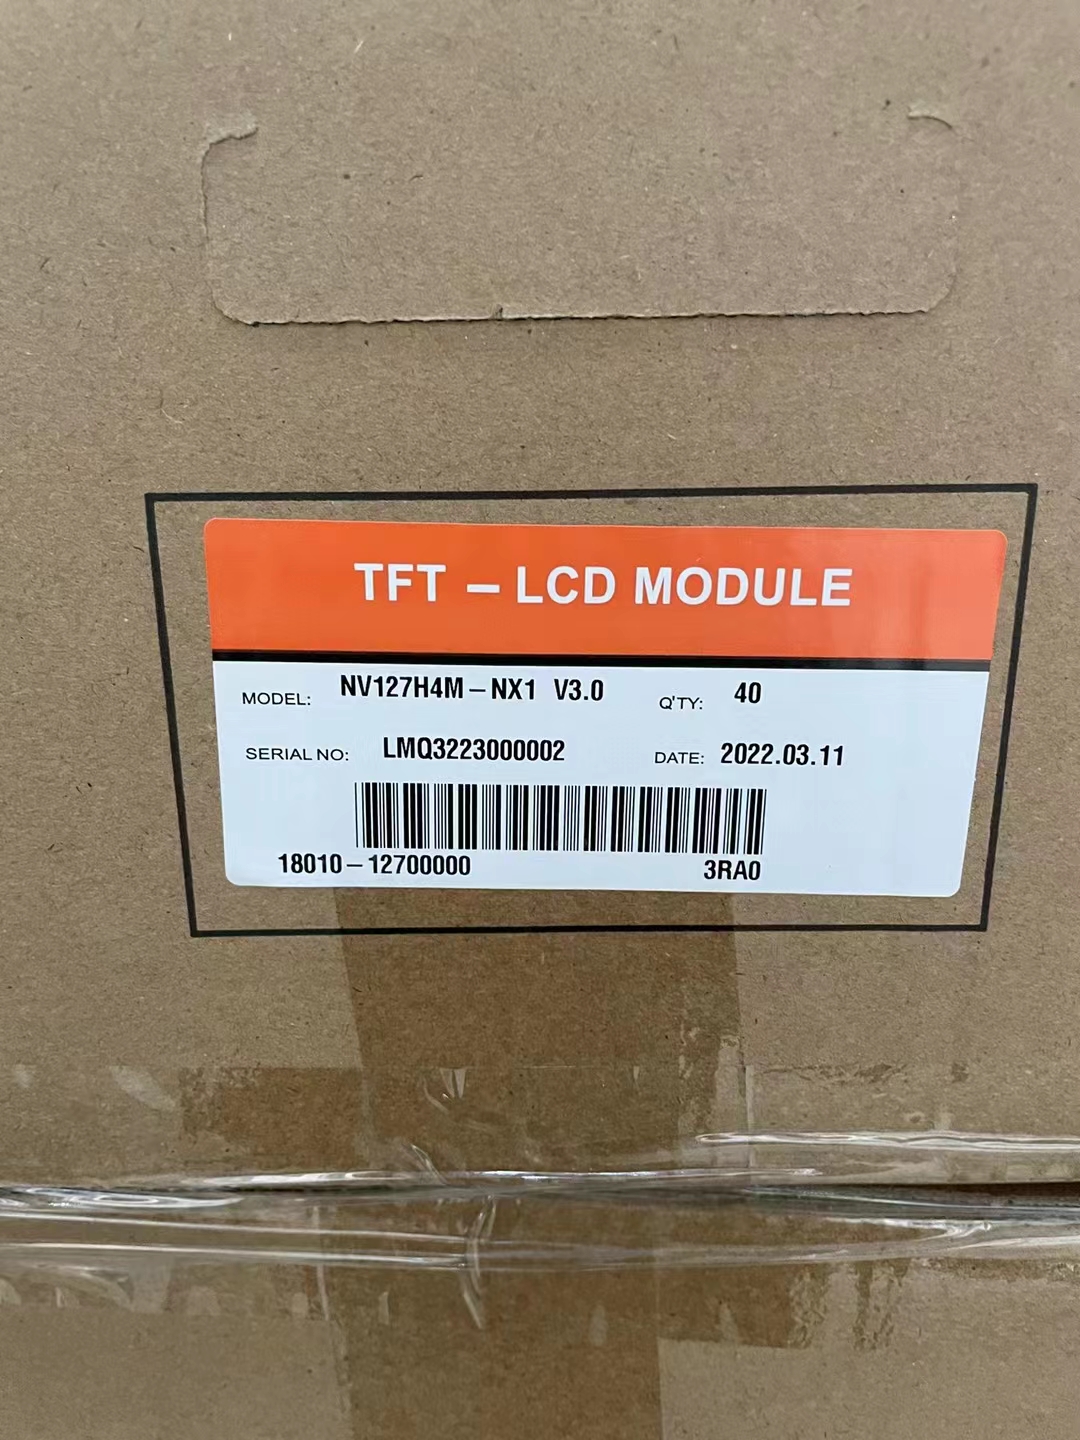 TFT – LCD MODULE
MODEL: NV127H4M – NX1 V3.0 Q'TY: 40
SERIAL NO: LMQ3223000002 DATE: 2022.03.11
18010 – 12700000 3RA0